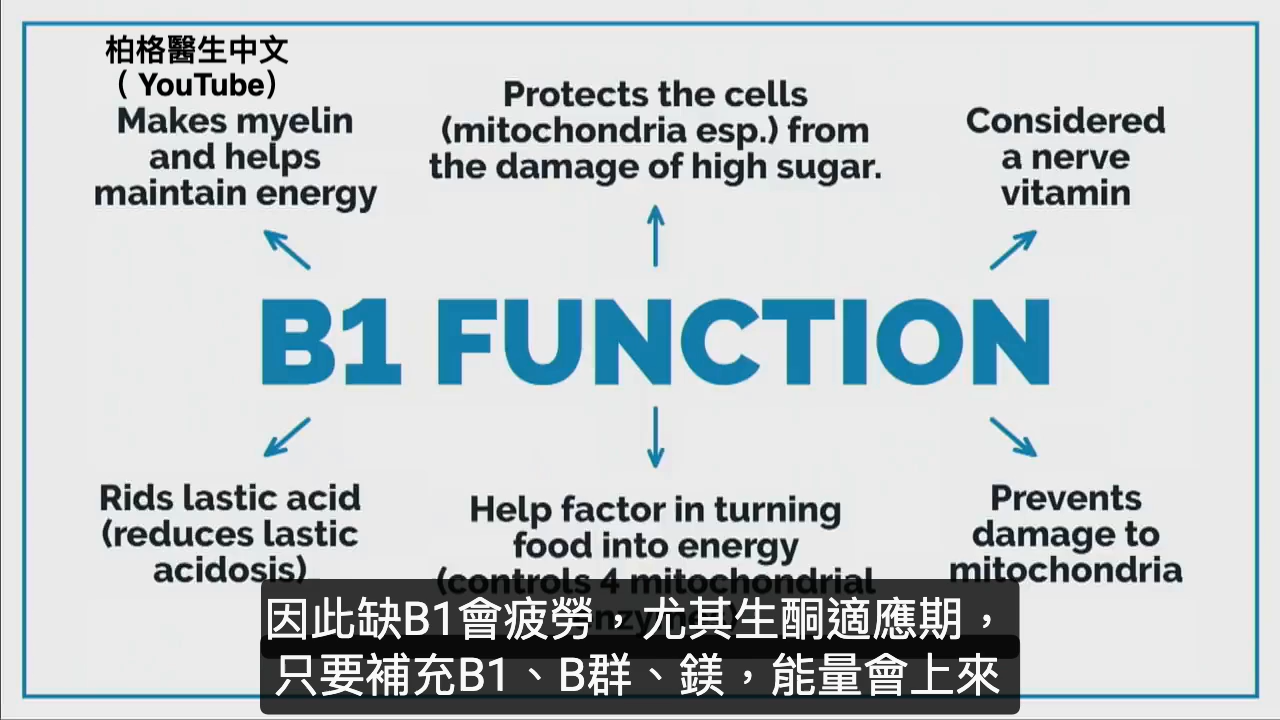 柏格醫生中文
（ YouTube）
Makes myelin
and helps
maintain energy
Protects the cells
(mitochondria esp.) from
the damage of high sugar.
Considered
a nerve
vitamin
B1 FUNCTION
Rids lastic acid
(reduces lastic
acidosis)
Help factor in turning
food into energy
(controls 4 mitochondrial
Prevents
damage to
mitochondria
因此缺B1會疲勞，尤其生酮適應期，
只要補充B1、B群、鎂，能量會上來